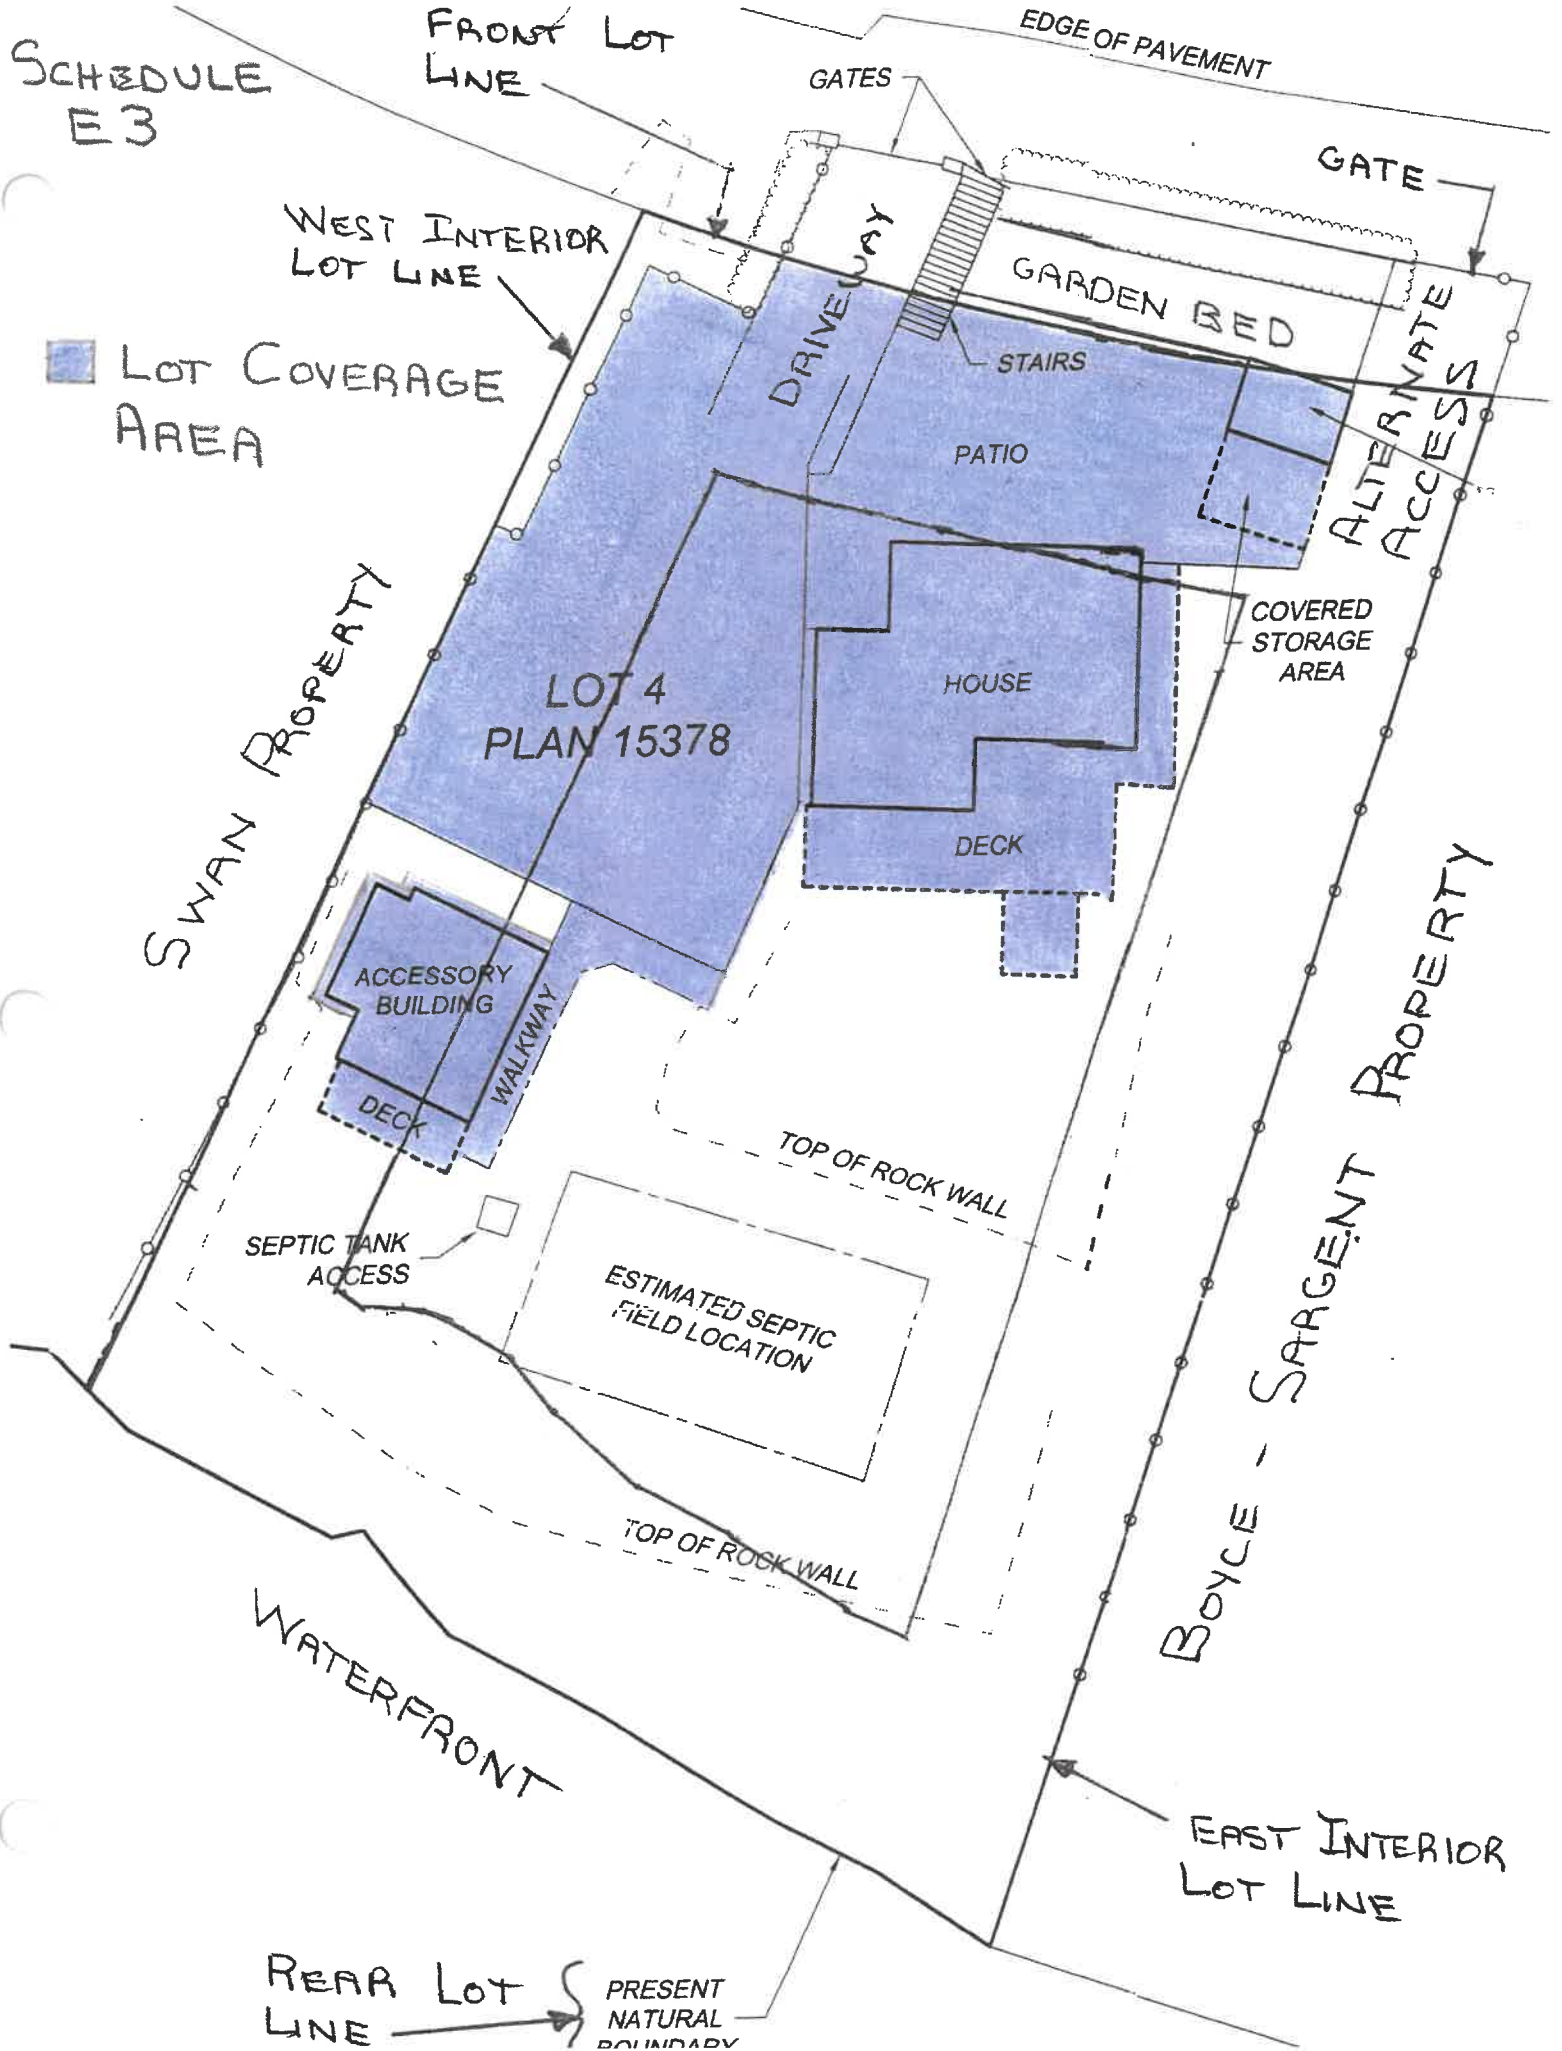 SCHEDULE
E3
FRONT LOT
LINE
EDGE OF PAVEMENT
GATES
GATE
WEST INTERIOR
LOT LINE
DRIVEWAY
GARDEN BED
LOT COVERAGE
AREA
STAIRS
ALTERNATE
ACCESS
PATIO
SWAN PROPERTY
COVERED
STORAGE
AREA
LOT 4
PLAN 15378
HOUSE
DECK
ACCESSORY
BUILDING
WALKWAY
DECK
BOYCE - SARGENT PROPERTY
TOP OF ROCK WALL
SEPTIC TANK
ACCESS
ESTIMATED SEPTIC
FIELD LOCATION
TOP OF ROCK WALL
WATERFRONT
EAST INTERIOR
LOT LINE
REAR LOT
LINE
PRESENT
NATURAL
BOUNDARY